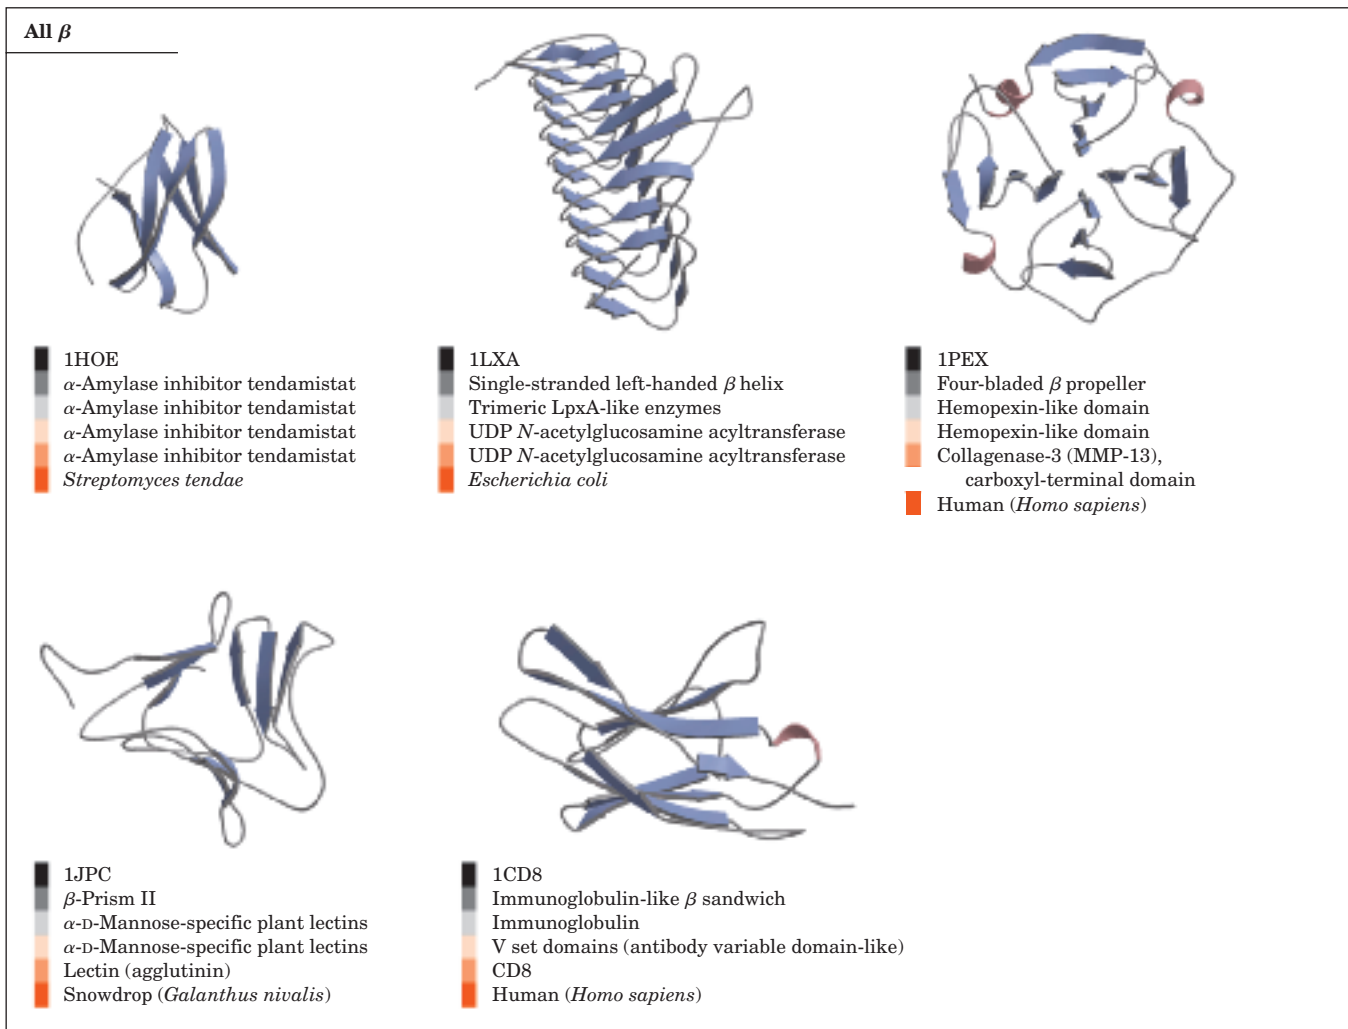 All β
1HOE
α-Amylase inhibitor tendamistat
α-Amylase inhibitor tendamistat
α-Amylase inhibitor tendamistat
α-Amylase inhibitor tendamistat
Streptomyces tendae
1LXA
Single-stranded left-handed β helix
Trimeric LpxA-like enzymes
UDP N-acetylglucosamine acyltransferase
UDP N-acetylglucosamine acyltransferase
Escherichia coli
1PEX
Four-bladed β propeller
Hemopexin-like domain
Hemopexin-like domain
Collagenase-3 (MMP-13),
carboxyl-terminal domain
Human (Homo sapiens)
1JPC
β-Prism II
α-D-Mannose-specific plant lectins
α-D-Mannose-specific plant lectins
Lectin (agglutinin)
Snowdrop (Galanthus nivalis)
1CD8
Immunoglobulin-like β sandwich
Immunoglobulin
V set domains (antibody variable domain-like)
CD8
Human (Homo sapiens)